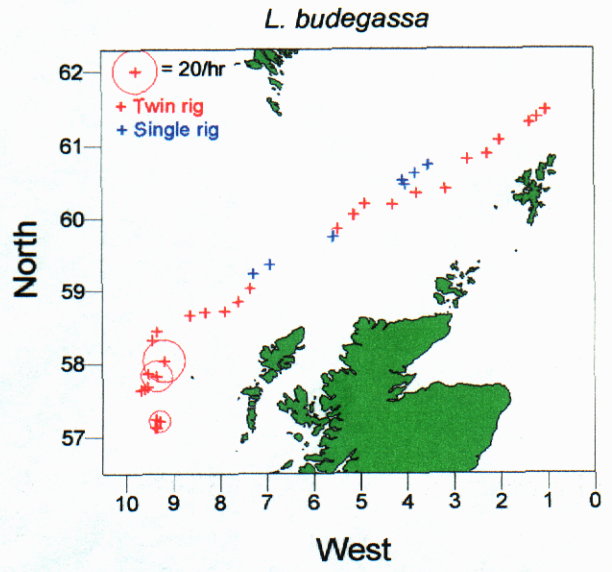 L. budegassa
62
+ = 20/hr
+ Twin rig
+ Single rig
61
60
59
58
57
North
10 9 8 7 6 5 4 3 2 1 0
West